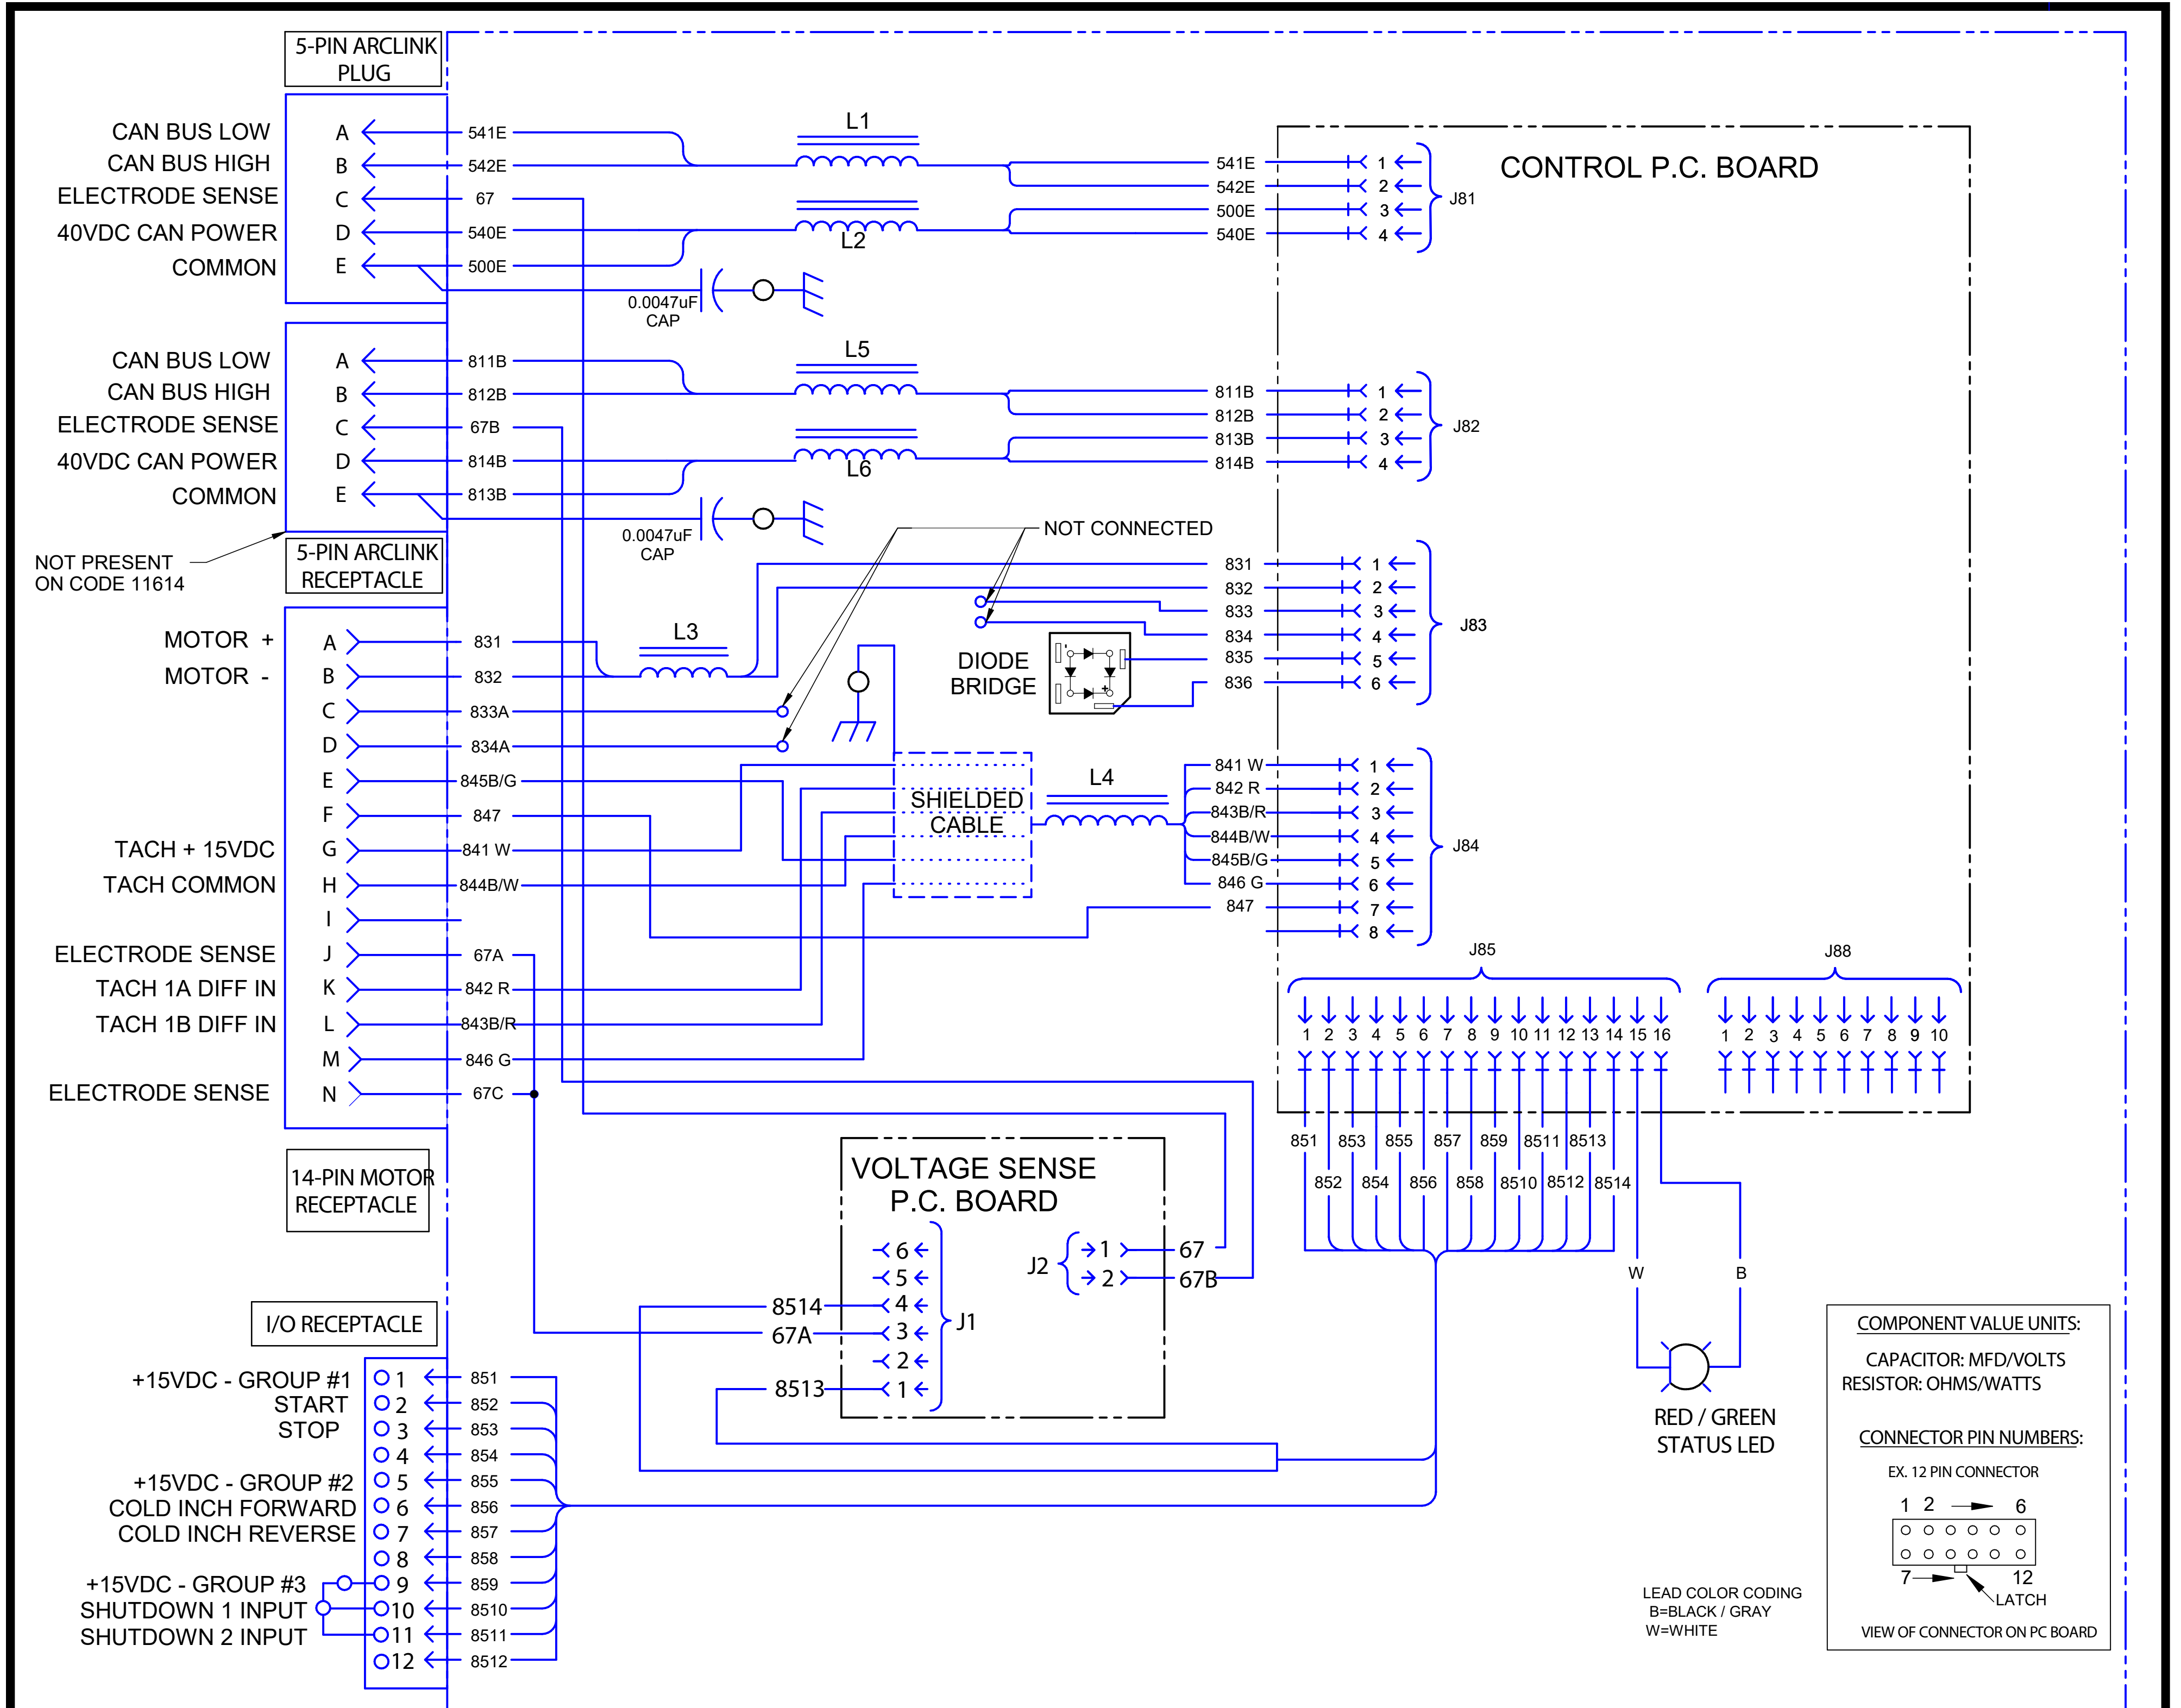 5-PIN ARCLINK
PLUG
CAN BUS LOW A 541E
CAN BUS HIGH B 542E
ELECTRODE SENSE C 67
40VDC CAN POWER D 540E
COMMON E 500E
L1
L2
0.0047uF
CAP
541E 1
542E 2
500E 3
540E 4
J81
CONTROL P.C. BOARD
CAN BUS LOW A 811B
CAN BUS HIGH B 812B
ELECTRODE SENSE C 67B
40VDC CAN POWER D 814B
COMMON E 813B
L5
L6
0.0047uF
CAP
811B 1
812B 2
813B 3
814B 4
J82
NOT PRESENT
ON CODE 11614
5-PIN ARCLINK
RECEPTACLE
NOT CONNECTED
831 1
832 2
833 3
834 4
835 5
836 6
J83
DIODE
BRIDGE
-
+
MOTOR + A 831
MOTOR - B 832
C 833A
D 834A
E 845B/G
F 847
TACH + 15VDC G 841 W
TACH COMMON H 844B/W
I
ELECTRODE SENSE J 67A
TACH 1A DIFF IN K 842 R
TACH 1B DIFF IN L 843B/R
M 846 G
ELECTRODE SENSE N 67C
L3
SHIELDED
CABLE
L4
841 W 1
842 R 2
843B/R 3
844B/W 4
845B/G 5
846 G 6
847 7
8
J84
J85
1 2 3 4 5 6 7 8 9 10 11 12 13 14 15 16
J88
1 2 3 4 5 6 7 8 9 10
851 853 855 857 859 8511 8513
852 854 856 858 8510 8512 8514
14-PIN MOTOR
RECEPTACLE
VOLTAGE SENSE
P.C. BOARD
6
5
8514 4
67A 3
2
8513 1
J1
J2
1 67
2 67B
W B
RED / GREEN
STATUS LED
I/O RECEPTACLE
+15VDC - GROUP #1 1 851
START 2 852
STOP 3 853
4 854
+15VDC - GROUP #2 5 855
COLD INCH FORWARD 6 856
COLD INCH REVERSE 7 857
8 858
+15VDC - GROUP #3 9 859
SHUTDOWN 1 INPUT 10 8510
SHUTDOWN 2 INPUT 11 8511
12 8512
LEAD COLOR CODING
B=BLACK / GRAY
W=WHITE
COMPONENT VALUE UNITS:
CAPACITOR: MFD/VOLTS
RESISTOR: OHMS/WATTS
CONNECTOR PIN NUMBERS:
EX. 12 PIN CONNECTOR
1 2 6
7 12
LATCH
VIEW OF CONNECTOR ON PC BOARD